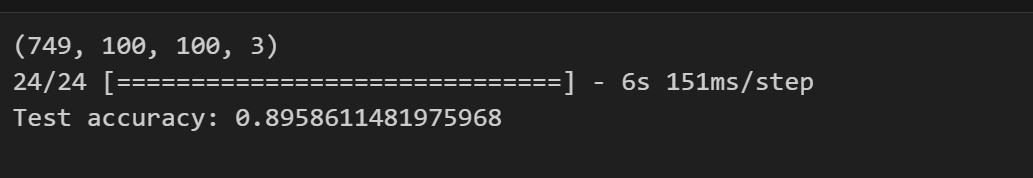 (749, 100, 100, 3)
24/24 [==============================] - 6s 151ms/step
Test accuracy: 0.8958611481975968